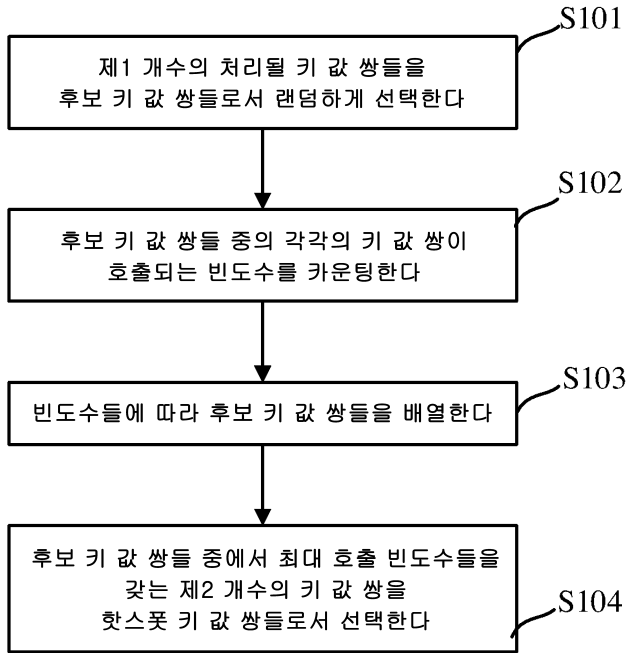 S101
제1 개수의 처리될 키 값 쌍들을
후보 키 값 쌍들로서 랜덤하게 선택한다
S102
후보 키 값 쌍들 중의 각각의 키 값 쌍이
호출되는 빈도수를 카운팅한다
S103
빈도수들에 따라 후보 키 값 쌍들을 배열한다
후보 키 값 쌍들 중에서 최대 호출 빈도수들을
갖는 제2 개수의 키 값 쌍을
핫스폿 키 값 쌍들로서 선택한다
S104